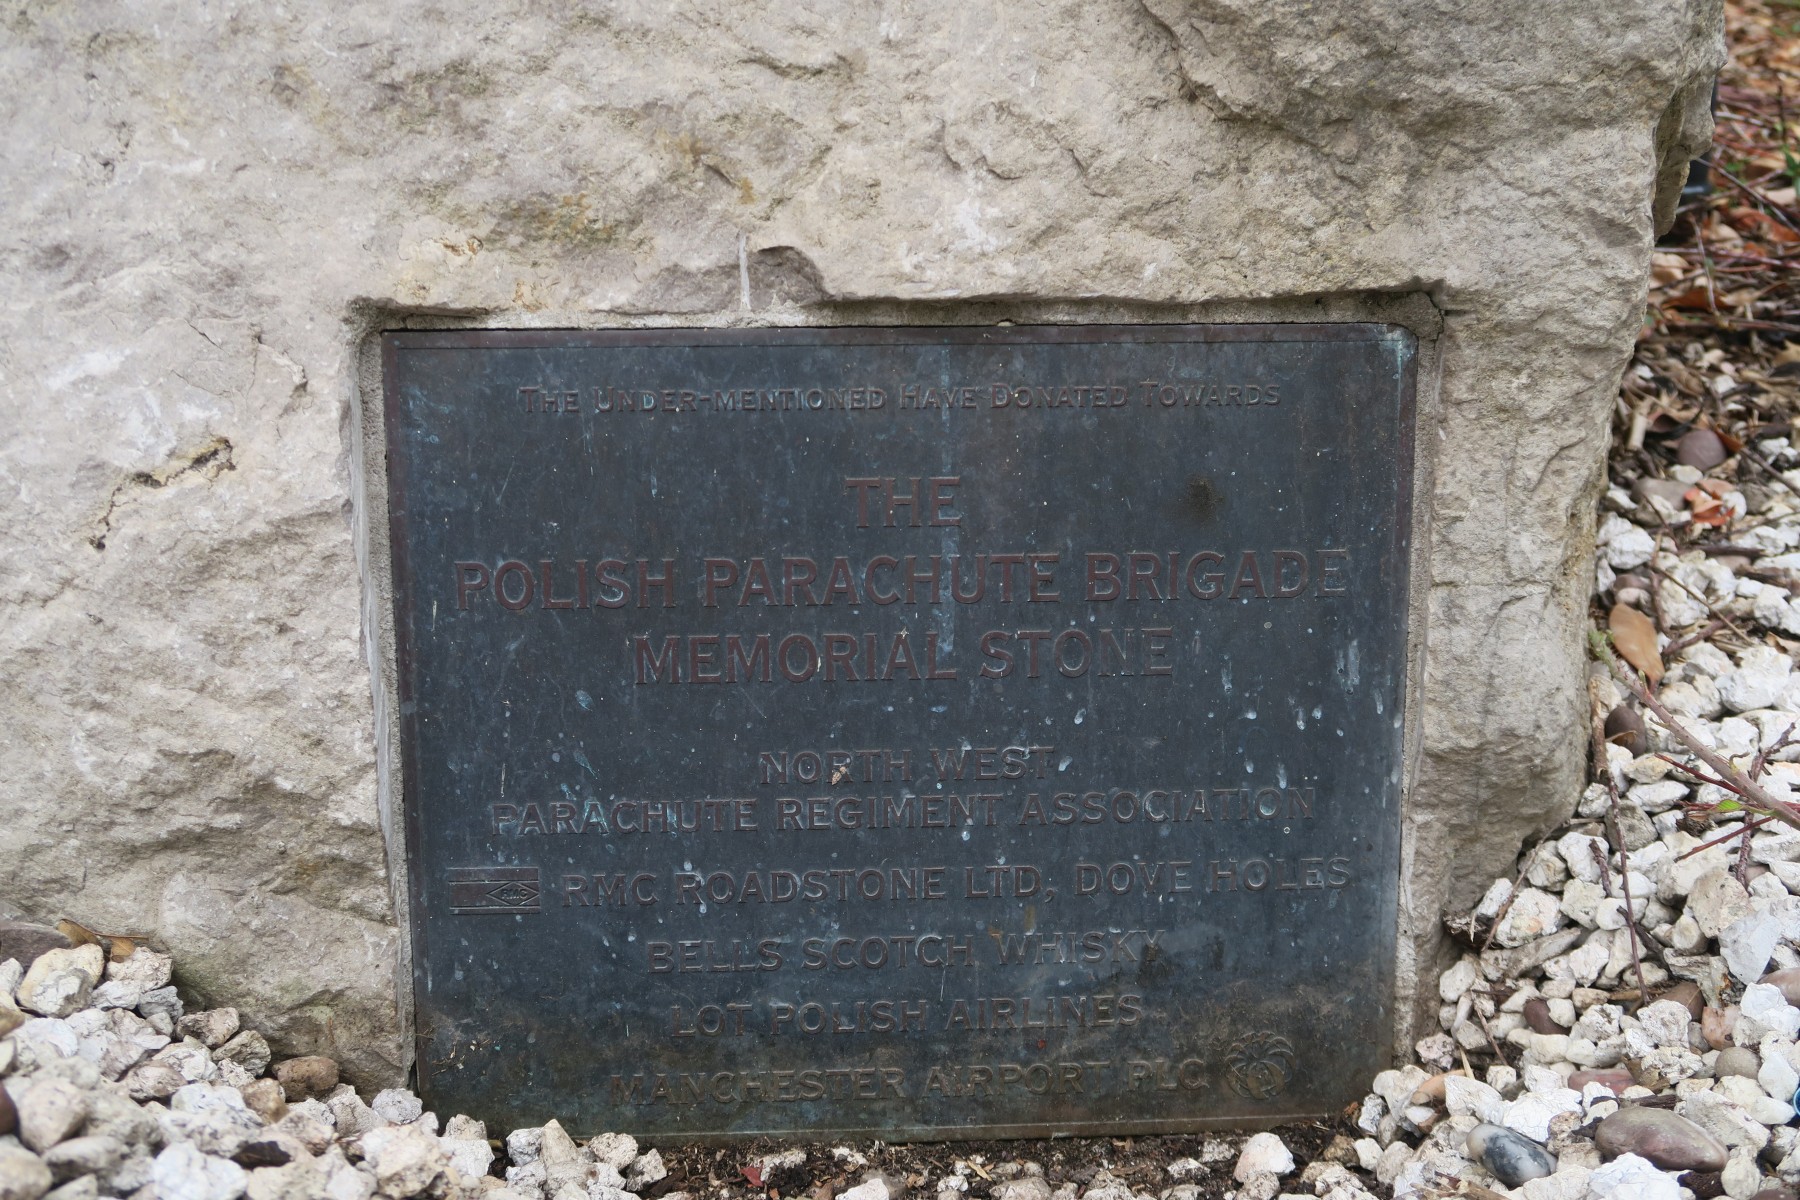 THE UNDER-MENTIONED HAVE DONATED TOWARDS
THE
POLISH PARACHUTE BRIGADE
MEMORIAL STONE
NORTH WEST
PARACHUTE REGIMENT ASSOCIATION
RMC RMC ROADSTONE LTD, DOVE HOLES
BELLS SCOTCH WHISKY
LOT POLISH AIRLINES
MANCHESTER AIRPORT PLC